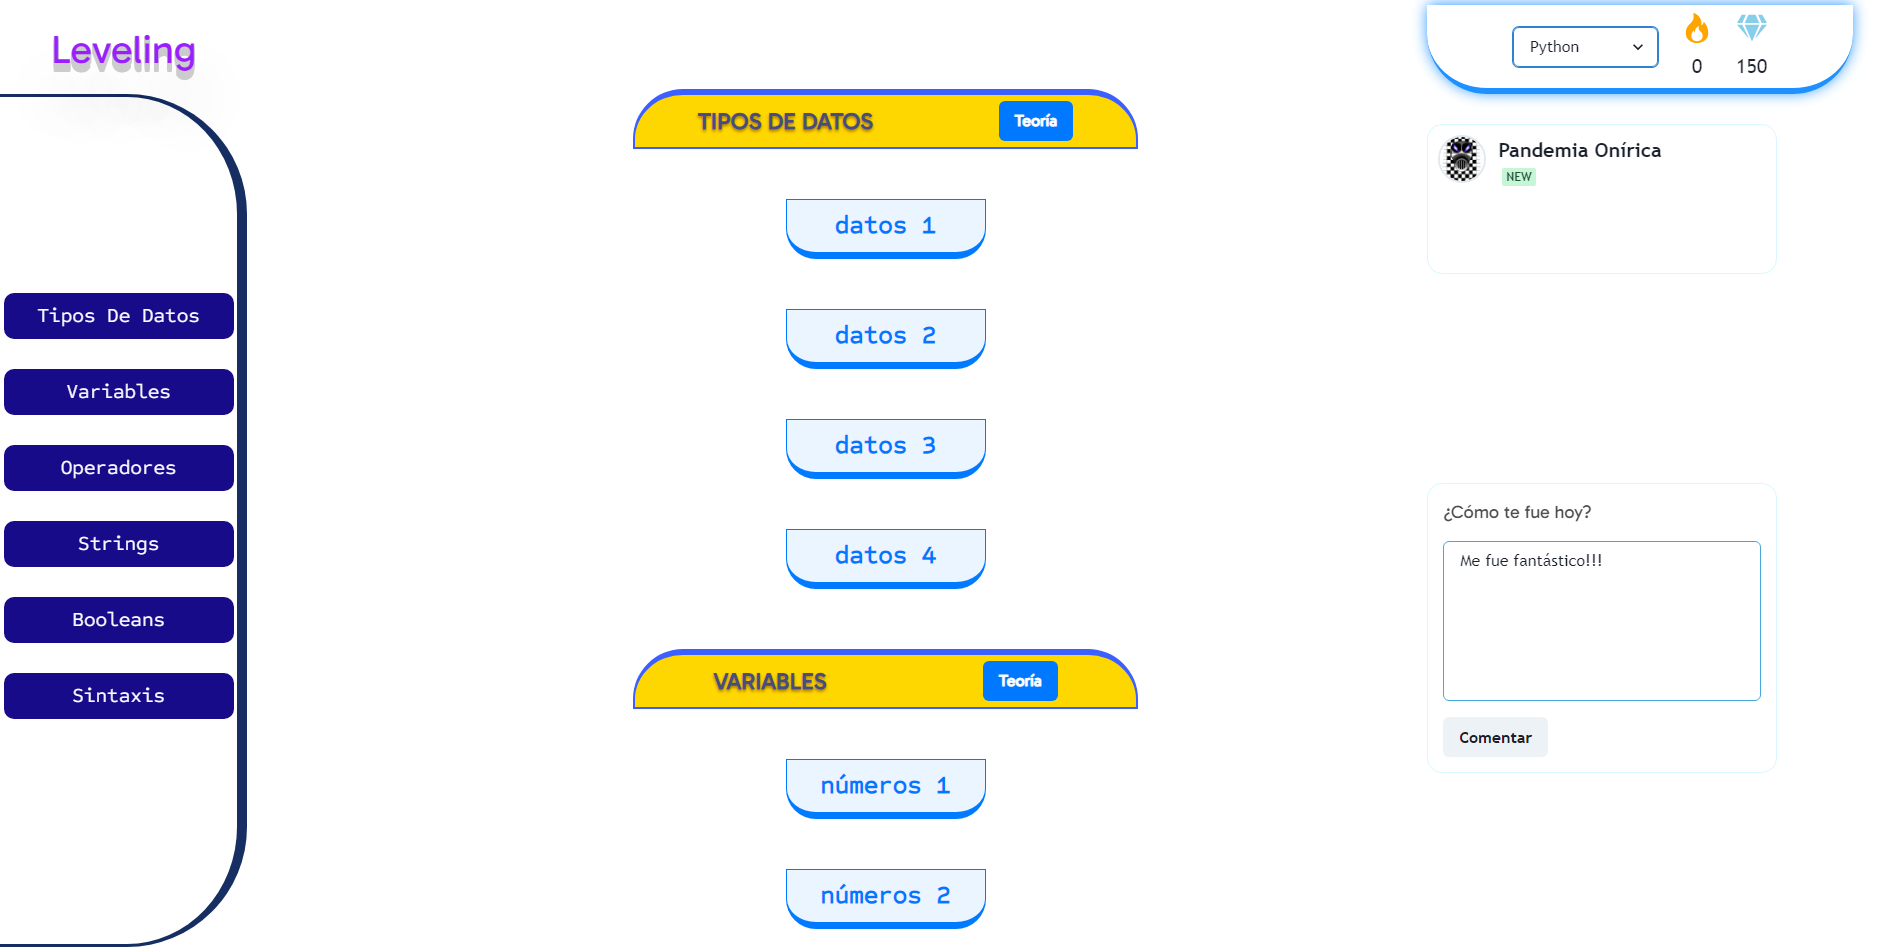 Leveling
Tipos De Datos
Variables
Operadores
Strings
Booleans
Sintaxis
TIPOS DE DATOS
Teoría
datos 1
datos 2
datos 3
datos 4
VARIABLES
Teoría
números 1
números 2
Python
0
150
Pandemia Onírica
NEW
¿Cómo te fue hoy?
Me fue fantástico!!!
Comentar